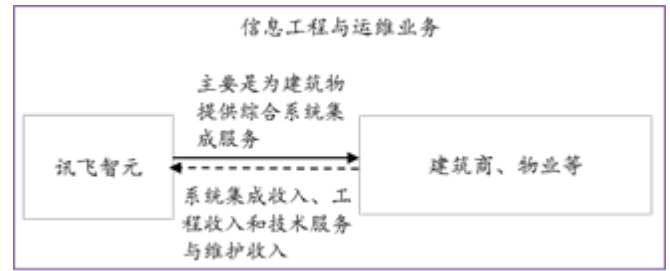 信息工程与运维业务
主要是为建筑物
提供综合系统集
成服务
讯飞智元
建筑商、物业等
系统集成收入、工
程收入和技术服务
与维护收入